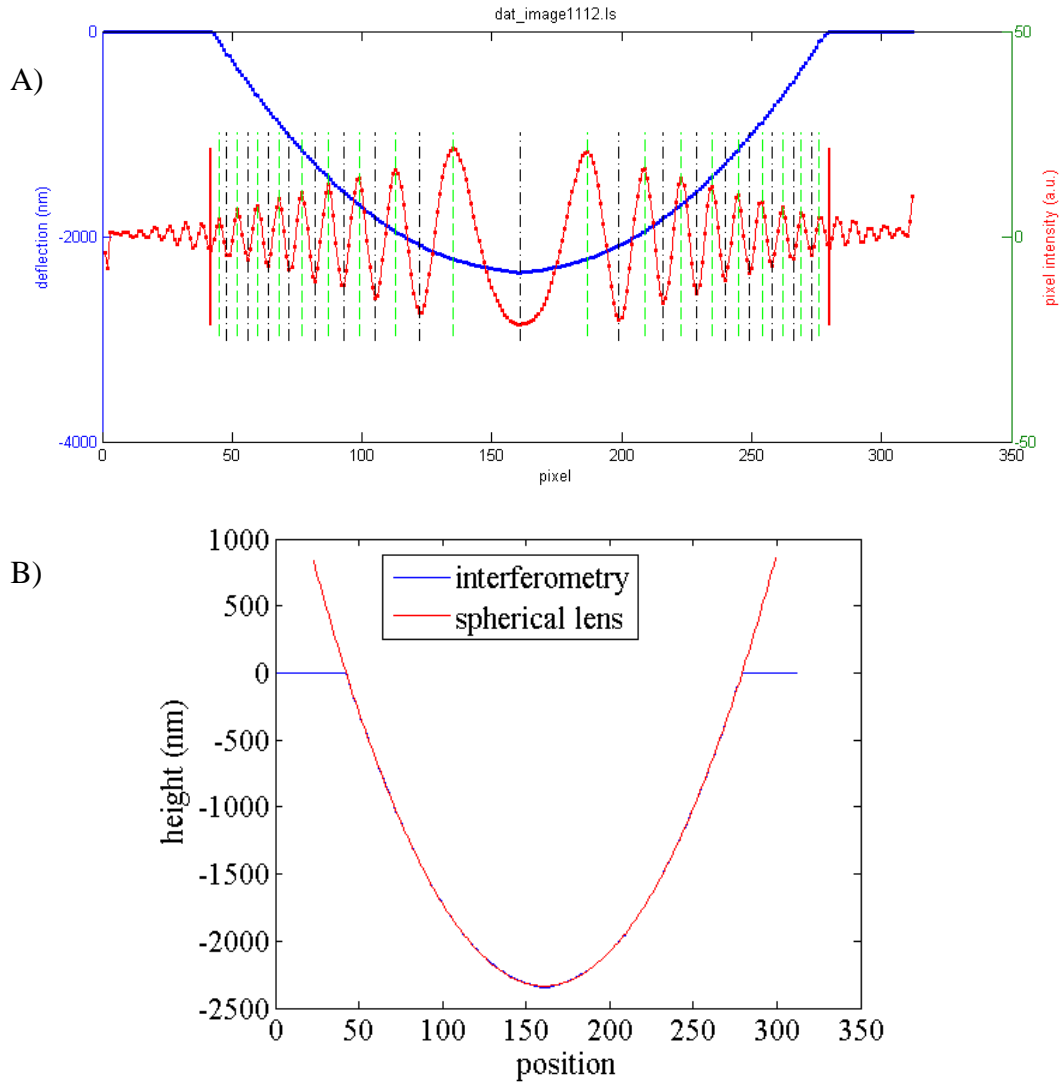 dat_image1112.ls
A)
0
-2000
-4000
deflection (nm)
50
0
-50
pixel intensity (a.u.)
0 50 100 150 200 250 300 350
pixel
B)
1000
500
0
-500
-1000
-1500
-2000
-2500
height (nm)
interferometry
spherical lens
0 50 100 150 200 250 300 350
position